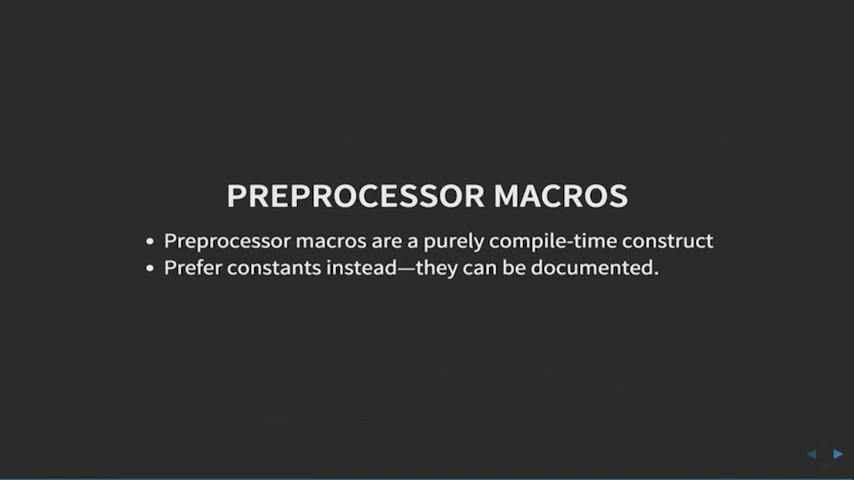 PREPROCESSOR MACROS
• Preprocessor macros are a purely compile-time construct
• Prefer constants instead—they can be documented.